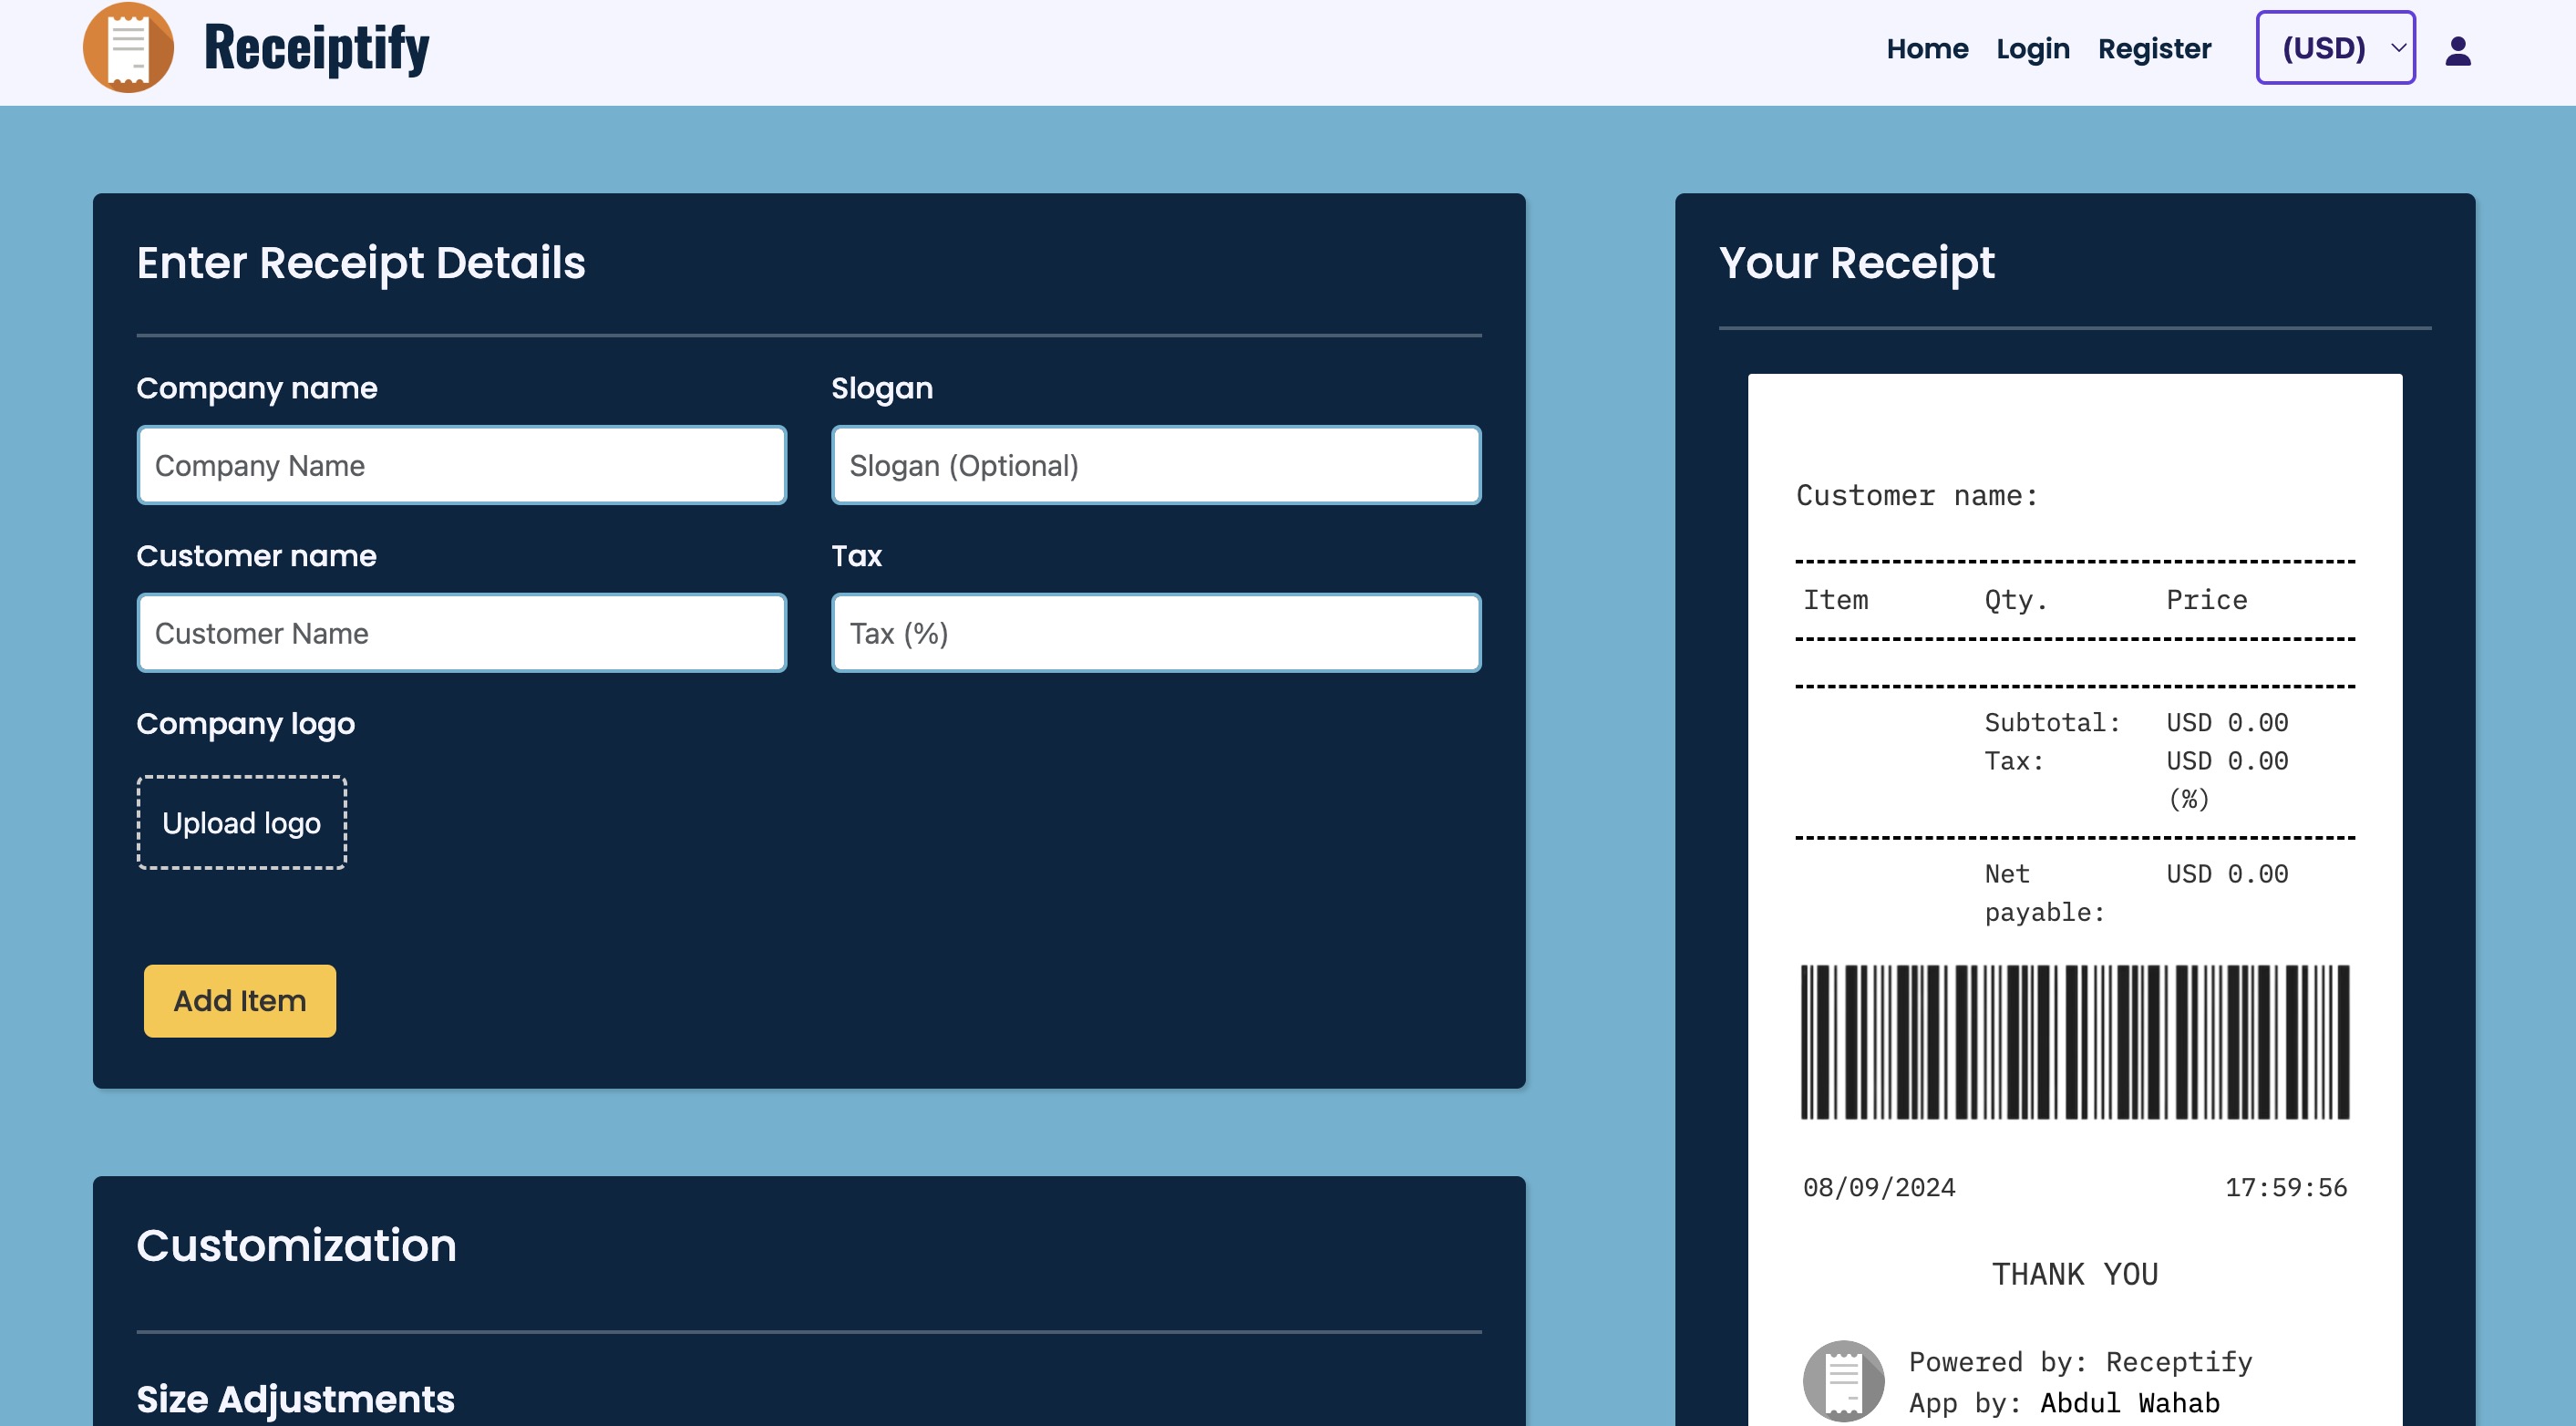 Receiptify
Home Login Register (USD)
Enter Receipt Details
Company name Slogan
Company Name Slogan (Optional)
Customer name Tax
Customer Name Tax (%)
Company logo
Upload logo
Add Item
Customization
Size Adjustments
Your Receipt
Customer name:
Item Qty. Price
Subtotal: USD 0.00
Tax: USD 0.00
(%)
Net USD 0.00
payable:
08/09/2024 17:59:56
THANK YOU
Powered by: Receptify
App by: Abdul Wahab